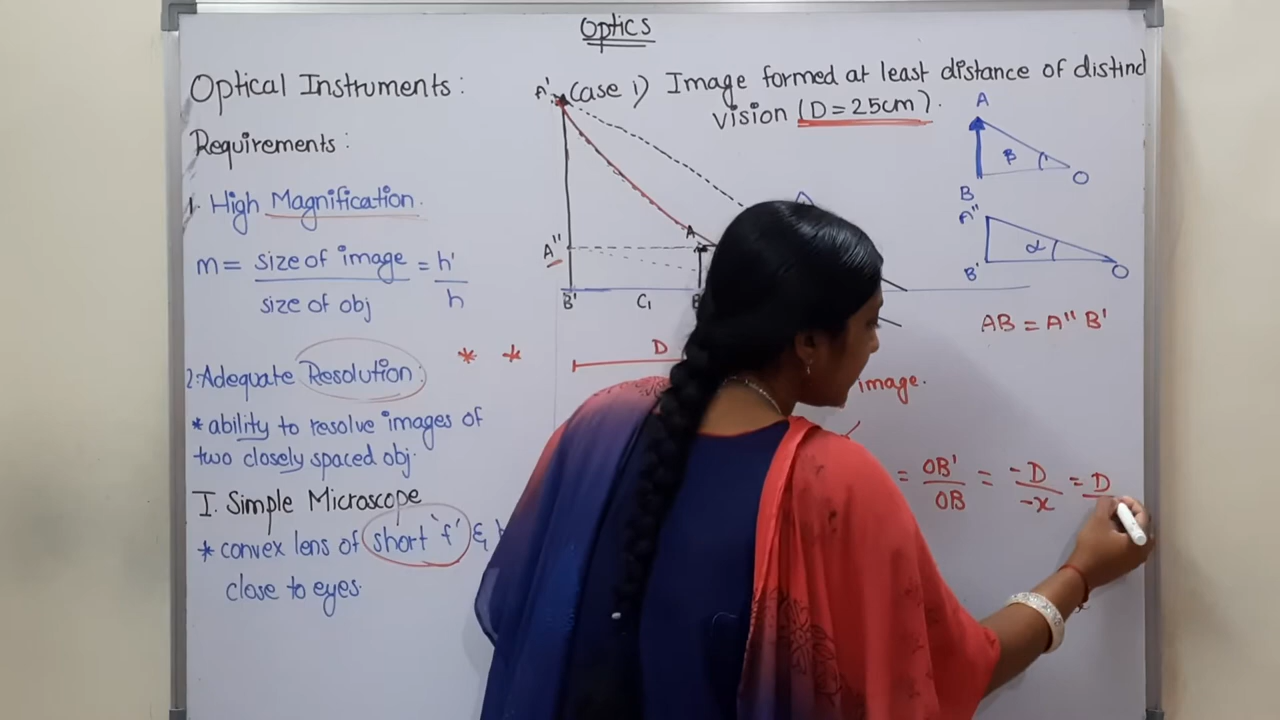 Optics
Optical Instruments:
Requirements:
1. High Magnification.
m = size of image / size of obj = h' / h
2. Adequate Resolution:
* *
* ability to resolve images of
two closely spaced obj.
I. Simple Microscope
* convex lens of short 'f' &
close to eyes.
(Case 1) Image formed at least distance of distinct
vision (D = 25cm).
A'
A''
A
B'
C1
B
D
image.
= OB' / OB = -D / -x = D
A
β
B
O
A''
α
B'
O
AB = A'' B'